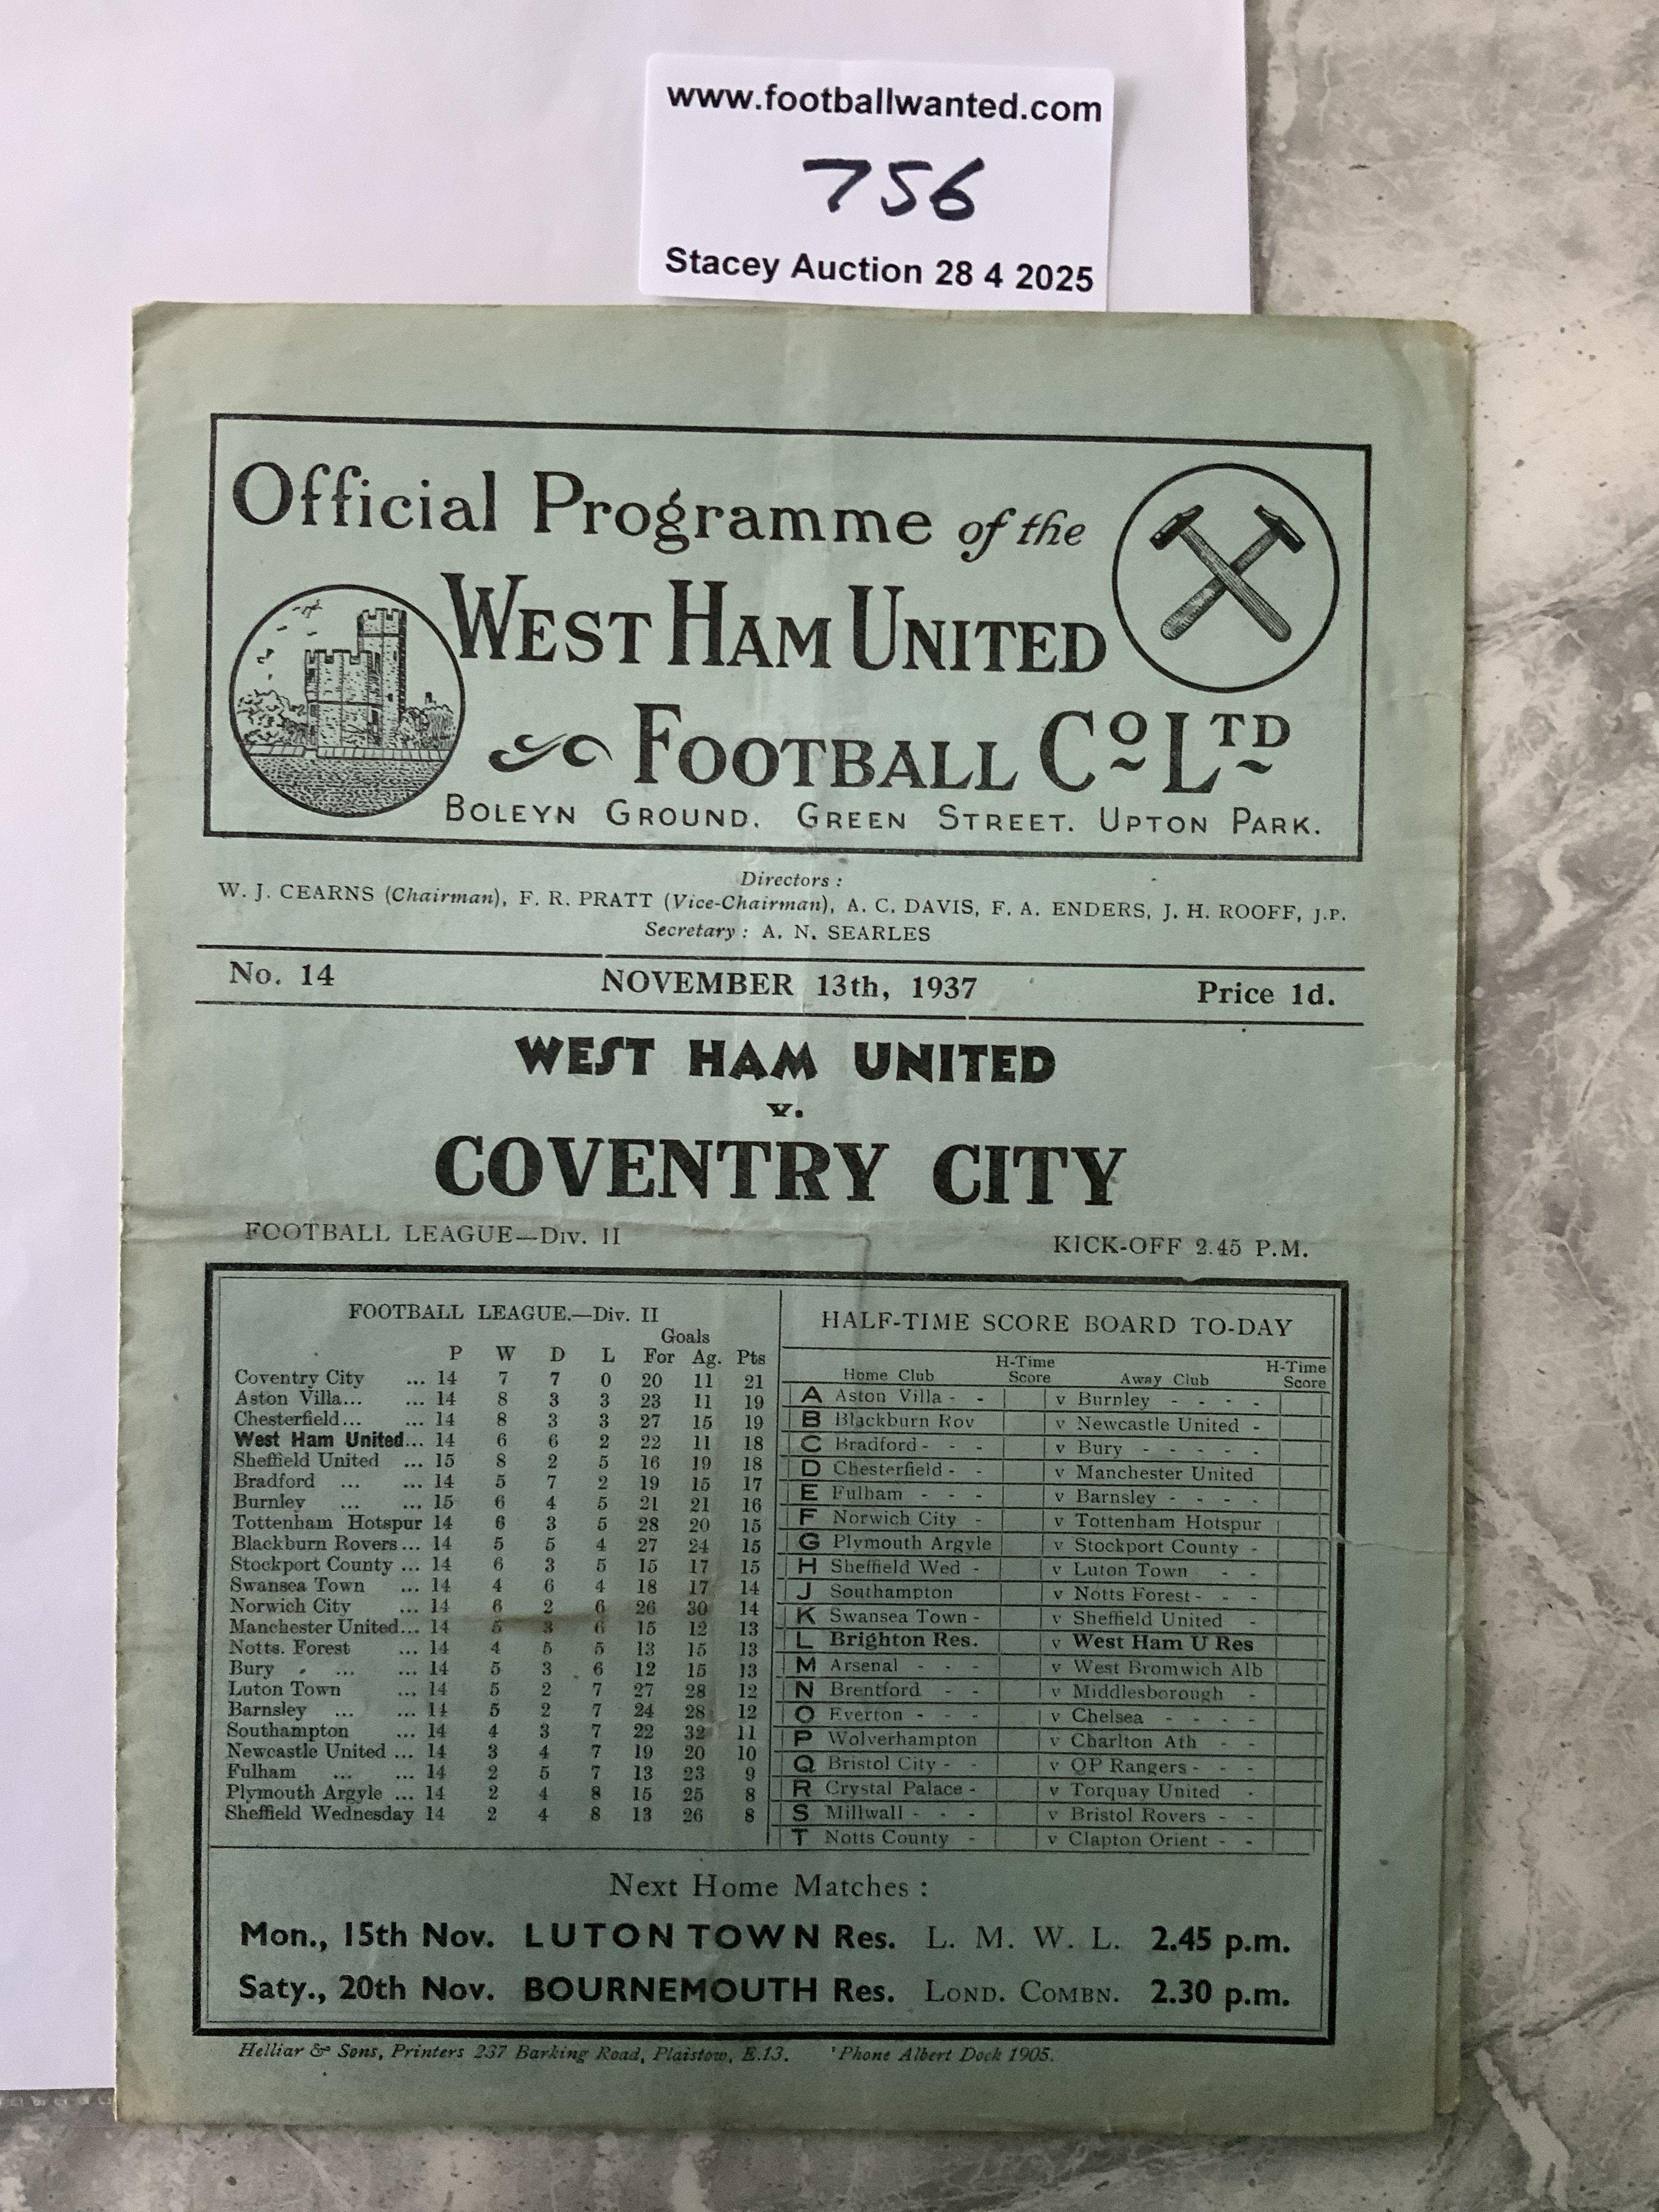 www.footballwanted.com
756
Stacey Auction 28 4 2025
Official Programme of the
WEST HAM UNITED
FOOTBALL CO LTD
BOLEYN GROUND. GREEN STREET. UPTON PARK.
Directors :
W. J. CEARNS (Chairman), F. R. PRATT (Vice-Chairman), A. C. DAVIS, F. A. ENDERS, J. H. ROOFF, J.P.
Secretary : A. N. SEARLES
No. 14 NOVEMBER 13th, 1937 Price 1d.
WEST HAM UNITED
v.
COVENTRY CITY
FOOTBALL LEAGUE—Div. II KICK-OFF 2.45 P.M.
FOOTBALL LEAGUE.—Div. II
Goals
P W D L For Ag. Pts
Coventry City ... 14 7 7 0 20 11 21
Aston Villa... ... 14 8 3 3 23 11 19
Chesterfield... ... 14 8 3 3 27 15 19
West Ham United... 14 6 6 2 22 11 18
Sheffield United ... 15 8 2 5 16 19 18
Bradford ... ... 14 5 7 2 19 15 17
Burnley ... ... 15 6 4 5 21 21 16
Tottenham Hotspur 14 6 3 5 28 20 15
Blackburn Rovers... 14 5 5 4 27 24 15
Stockport County ... 14 6 3 5 15 17 15
Swansea Town ... 14 4 6 4 18 17 14
Norwich City ... 14 6 2 6 26 30 14
Manchester United... 14 5 3 6 15 12 13
Notts. Forest ... 14 4 5 5 13 15 13
Bury . ... ... 14 5 3 6 12 15 13
Luton Town ... 14 5 2 7 27 28 12
Barnsley ... ... 14 5 2 7 24 28 12
Southampton ... 14 4 3 7 22 32 11
Newcastle United ... 14 3 4 7 19 20 10
Fulham ... ... 14 2 5 7 13 23 9
Plymouth Argyle ... 14 2 4 8 15 25 8
Sheffield Wednesday 14 2 4 8 13 26 8
HALF-TIME SCORE BOARD TO-DAY
Home Club H-Time Score Away Club H-Time Score
A Aston Villa - - v Burnley - - - -
B Blackburn Rov v Newcastle United -
C Bradford - - - v Bury - - - - -
D Chesterfield - - v Manchester United
E Fulham - - - v Barnsley - - - -
F Norwich City - v Tottenham Hotspur
G Plymouth Argyle v Stockport County -
H Sheffield Wed - v Luton Town - -
J Southampton v Notts Forest - - -
K Swansea Town - v Sheffield United -
L Brighton Res. v West Ham U Res
M Arsenal - - - v West Bromwich Alb
N Brentford - - v Middlesborough -
O Everton - - - v Chelsea - - - -
P Wolverhampton v Charlton Ath - -
Q Bristol City - - v QP Rangers - - -
R Crystal Palace - v Torquay United -
S Millwall - - - v Bristol Rovers - -
T Notts County - v Clapton Orient - -
Next Home Matches :
Mon., 15th Nov. LUTON TOWN Res. L. M. W. L. 2.45 p.m.
Saty., 20th Nov. BOURNEMOUTH Res. LOND. COMBN. 2.30 p.m.
Helliar & Sons, Printers 237 Barking Road, Plaistow, E.13. 'Phone Albert Dock 1905.